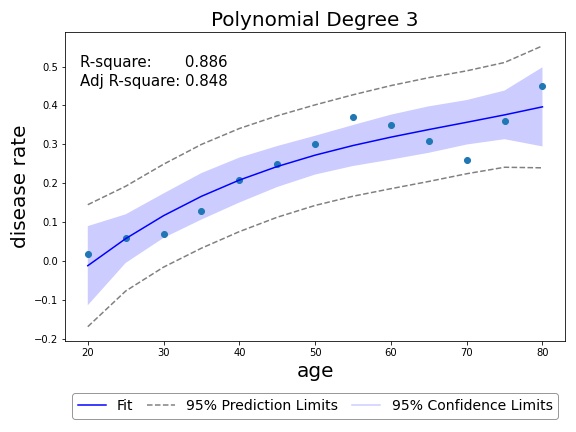 Polynomial Degree 3
R-square: 0.886
Adj R-square: 0.848
disease rate
0.5
0.4
0.3
0.2
0.1
0.0
−0.1
−0.2
20 30 40 50 60 70 80
age
Fit 95% Prediction Limits 95% Confidence Limits